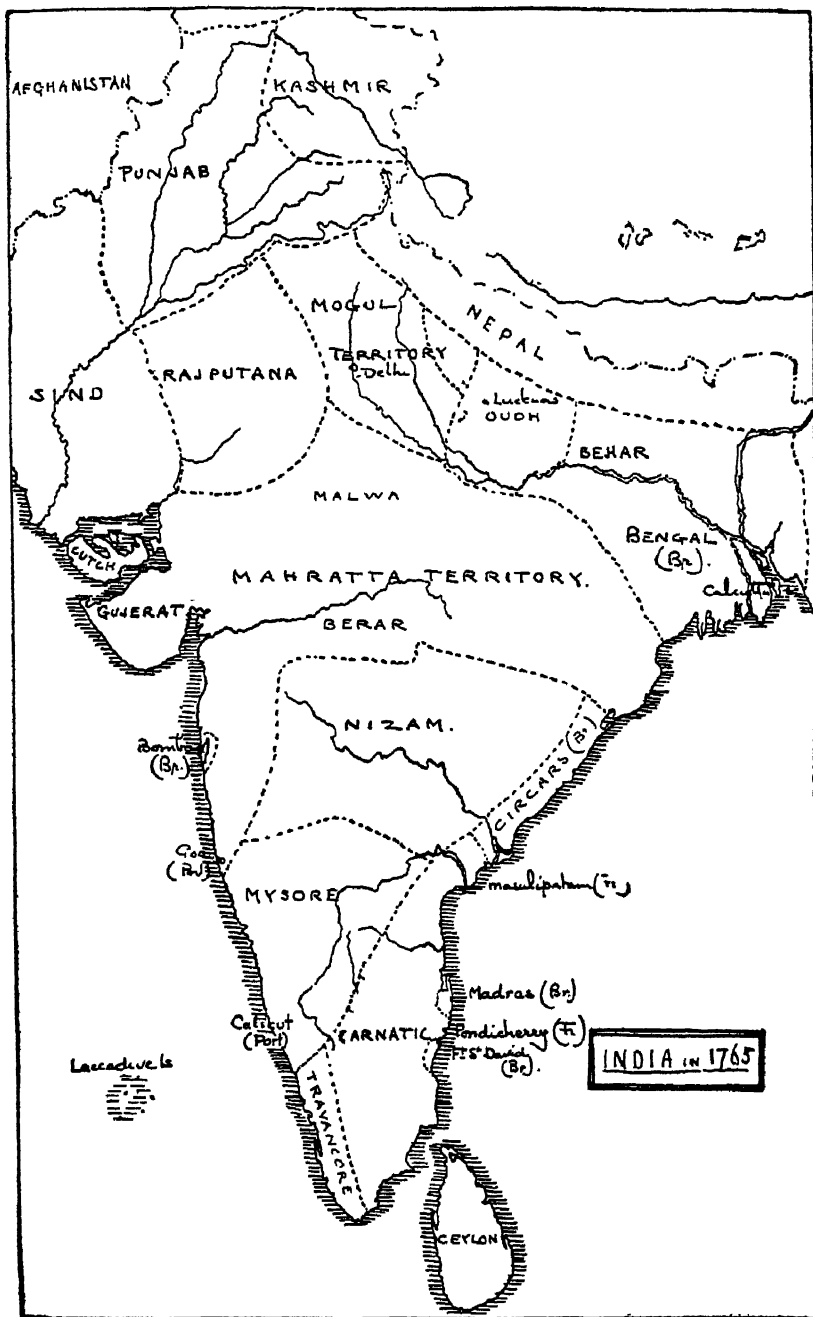 AFGHANISTAN
KASHMIR
PUNJAB
MOGUL
TERRITORY
Delhi
NEPAL
RAJPUTANA
SIND
OUDH
BEHAR
MALWA
BENGAL
(Br).
CUTCH
MAHRATTA TERRITORY.
Calcutta
GUJERAT
BERAR
NIZAM.
CIRCARS (Br)
Bombay
(Br.)
Goa
MYSORE
Masulipatam (Fr)
Madras (Br)
Calicut
(Port)
CARNATIC
Pondicherry (Fr)
Ft St David
(Br).
INDIA IN 1765
Laccadive Is
TRAVANCORE
CEYLON